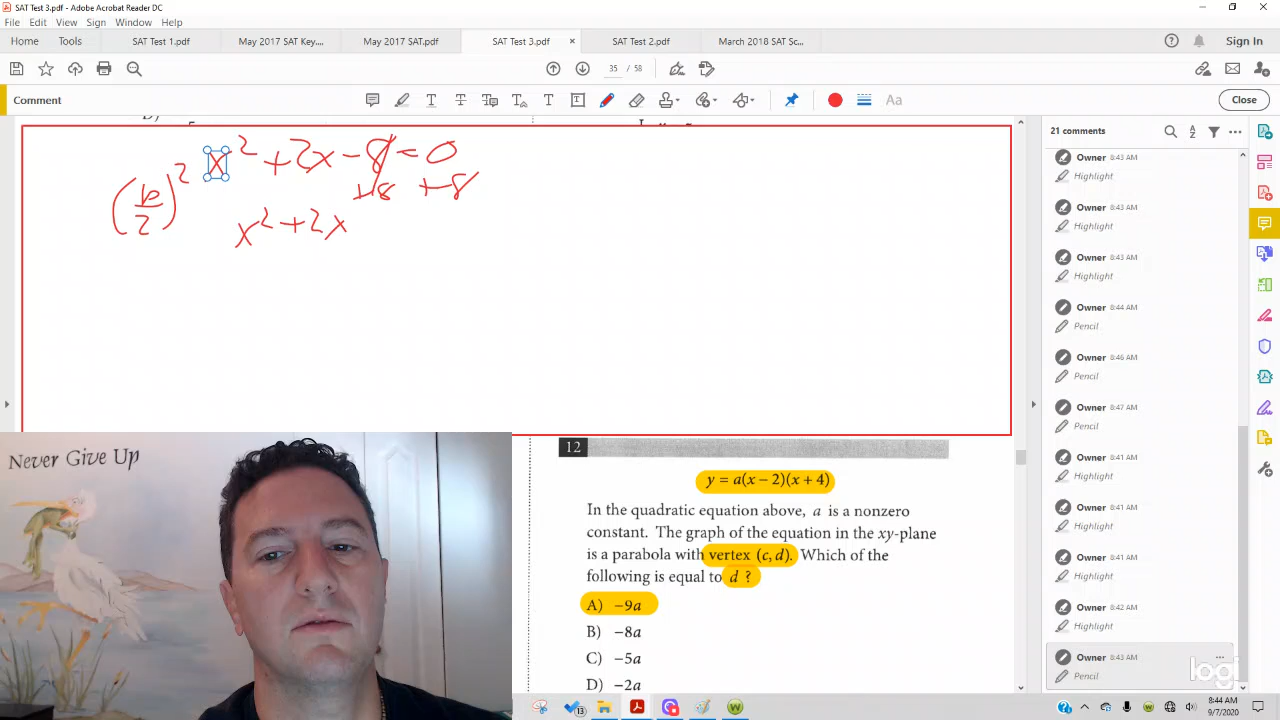 SAT Test 3.pdf - Adobe Acrobat Reader DC
File Edit View Sign Window Help
Home Tools SAT Test 1.pdf May 2017 SAT Key... May 2017 SAT.pdf SAT Test 3.pdf × SAT Test 2.pdf March 2018 SAT Sc... Sign In
35 / 58
Comment Aa Close
21 comments
x² + 2x − 8 = 0
(b/2)²
+8 +8
x² + 2x
Never Give Up
12
y = a(x − 2)(x + 4)
In the quadratic equation above, a is a nonzero
constant. The graph of the equation in the xy-plane
is a parabola with vertex (c, d). Which of the
following is equal to d ?
A) −9a
B) −8a
C) −5a
D) −2a
Owner 8:43 AM
Highlight
Owner 8:43 AM
Highlight
Owner 8:43 AM
Highlight
Owner 8:44 AM
Pencil
Owner 8:46 AM
Pencil
Owner 8:47 AM
Pencil
Owner 8:41 AM
Highlight
Owner 8:41 AM
Highlight
Owner 8:41 AM
Highlight
Owner 8:42 AM
Highlight
Owner 8:43 AM
Pencil
logi
13
8:44 AM
9/7/2020